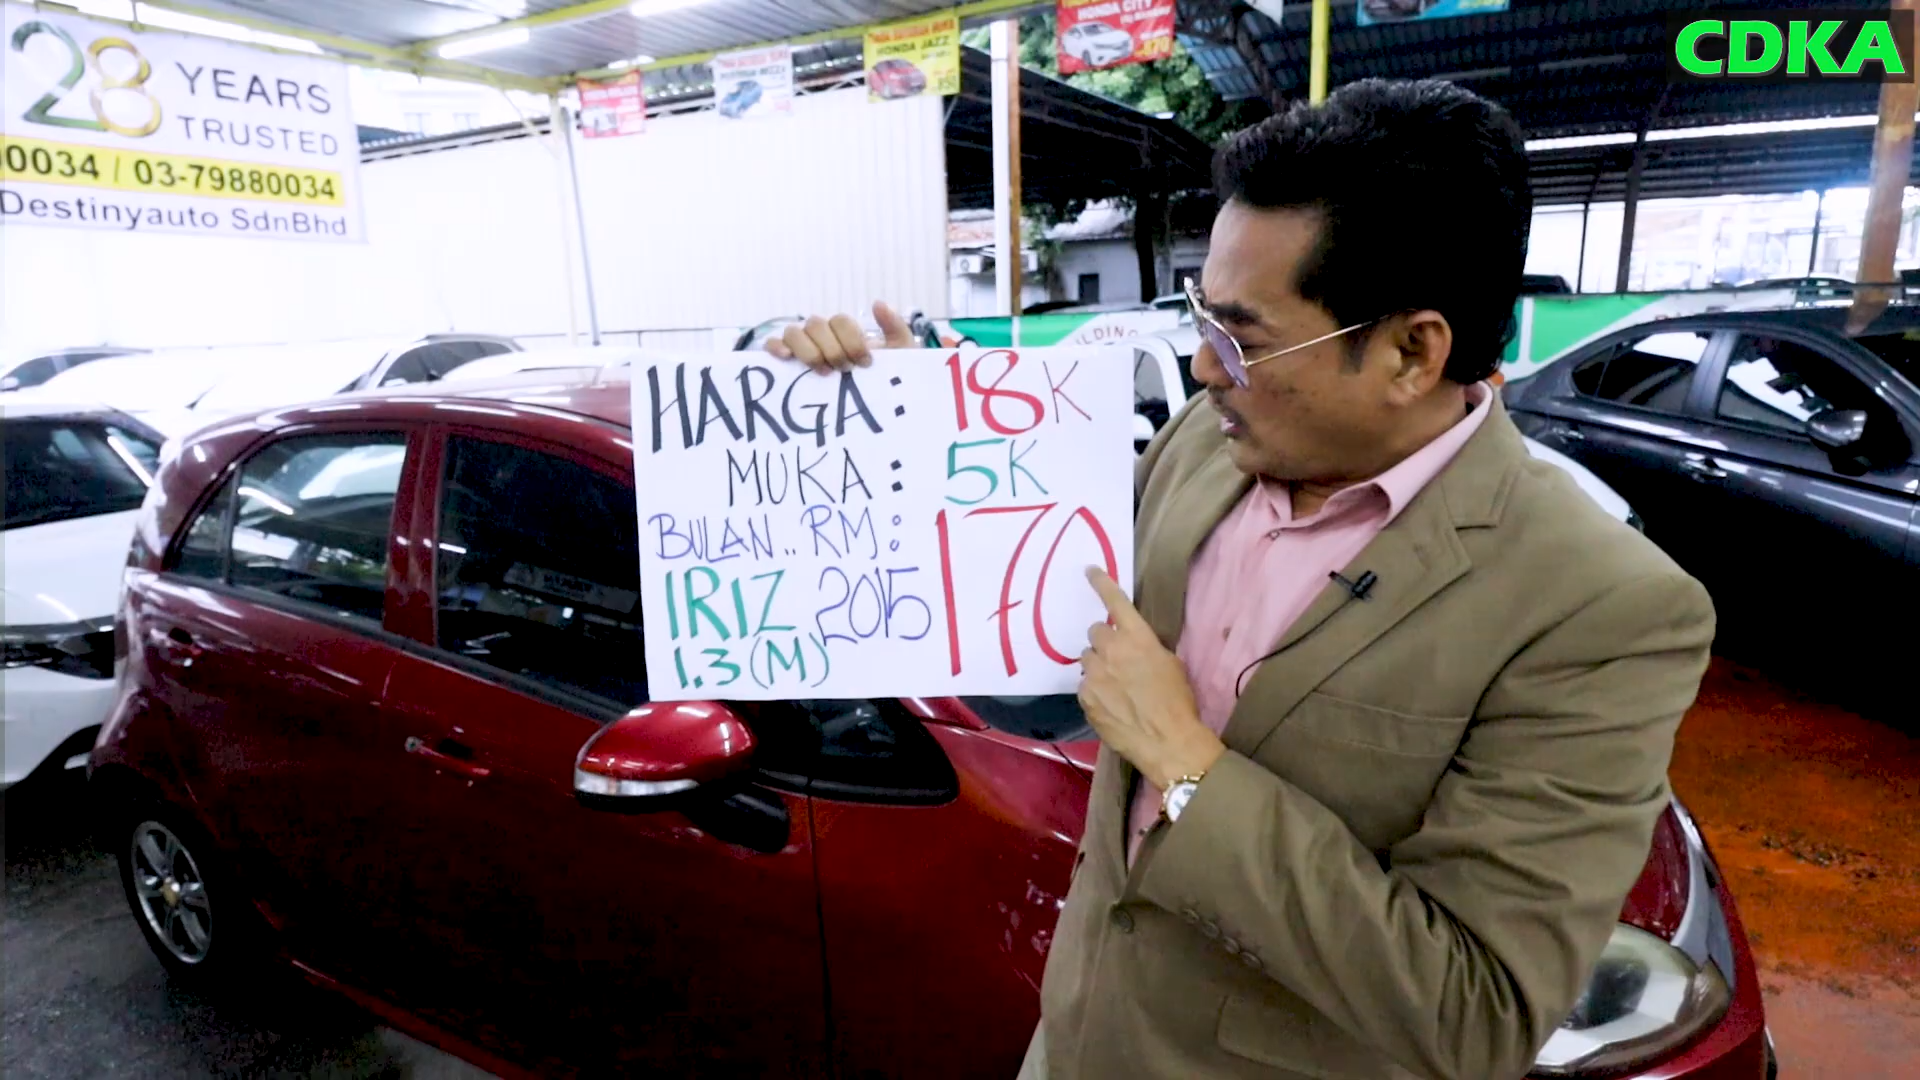 CDKA
28 YEARS
TRUSTED
0034 / 03-79880034
Destinyauto SdnBhd
HONDA JAZZ
HONDA CITY
HARGA: 18K
MUKA: 5K
BULAN.. RM: 170
IRIZ 2015
1.3 (M)